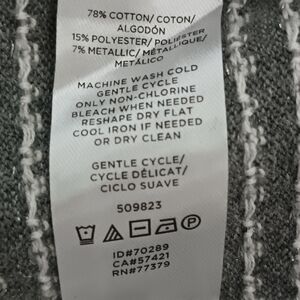 78% COTTON/ COTON/
ALGODÓN
15% POLYESTER/ POLIÉSTER
7% METALLIC/ MÉTALLIQUE/
METÁLICO
MACHINE WASH COLD
GENTLE CYCLE
ONLY NON-CHLORINE
BLEACH WHEN NEEDED
RESHAPE DRY FLAT
COOL IRON IF NEEDED
OR DRY CLEAN
GENTLE CYCLE/
CYCLE DÉLICAT/
CICLO SUAVE
509823
P
ID#70289
CA#57421
RN#77379